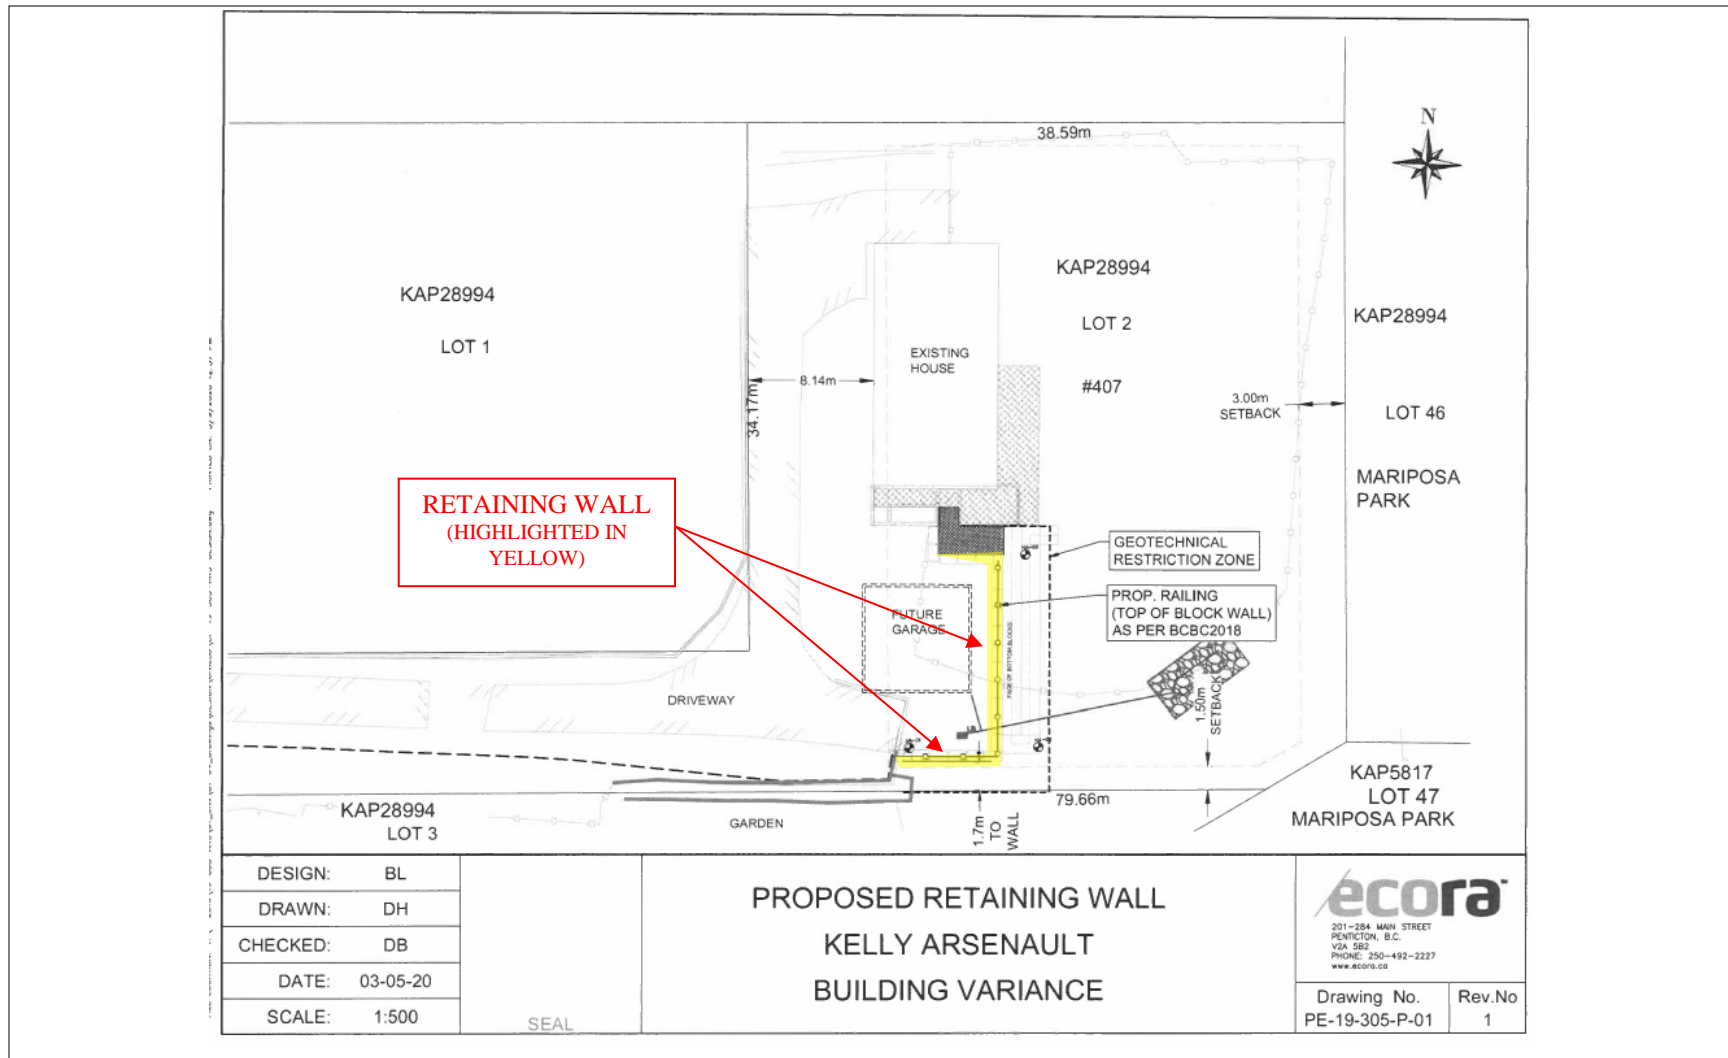 38.59m
N
KAP28994
LOT 1
KAP28994
LOT 2
#407
KAP28994
LOT 46
MARIPOSA
PARK
EXISTING
HOUSE
8.14m
34.17m
3.00m
SETBACK
RETAINING WALL
(HIGHLIGHTED IN
YELLOW)
GEOTECHNICAL
RESTRICTION ZONE
PROP. RAILING
(TOP OF BLOCK WALL)
AS PER BCBC2018
FUTURE
GARAGE
FACE OF BOTTOM BLOCKS
DRIVEWAY
1.50m
SETBACK
KAP28994
LOT 3
GARDEN
1.7m
TO
WALL
79.66m
KAP5817
LOT 47
MARIPOSA PARK
DESIGN: BL
DRAWN: DH
CHECKED: DB
DATE: 03-05-20
SCALE: 1:500
SEAL
PROPOSED RETAINING WALL
KELLY ARSENAULT
BUILDING VARIANCE
ecora
201-284 MAIN STREET
PENTICTON, B.C.
V2A 5B2
PHONE: 250-492-2227
www.ecora.ca
Drawing No.
PE-19-305-P-01
Rev.No
1